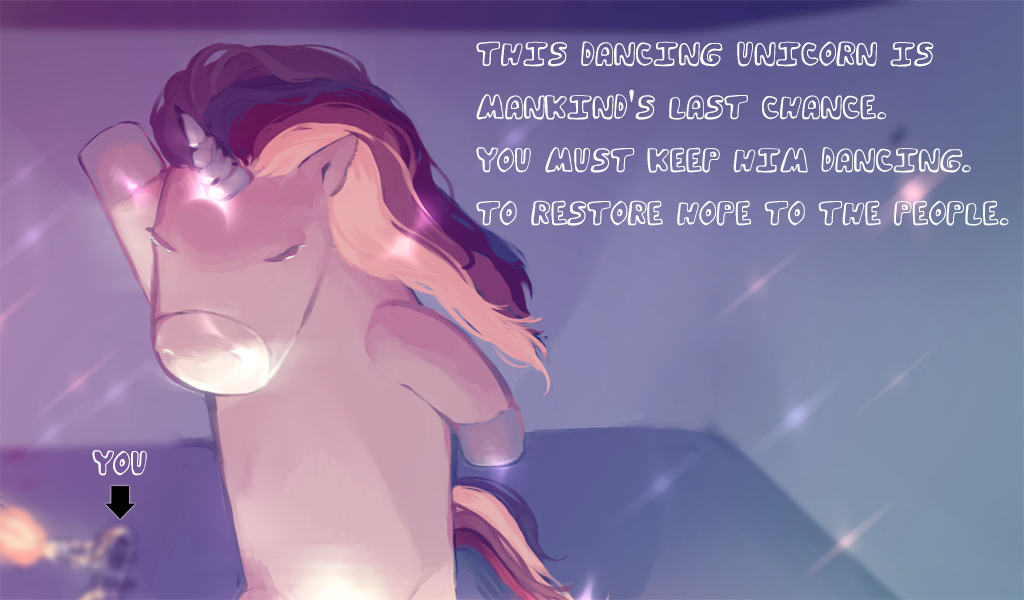 THIS DANCING UNICORN IS
MANKIND'S LAST CHANCE.
YOU MUST KEEP HIM DANCING.
TO RESTORE HOPE TO THE PEOPLE.
YOU